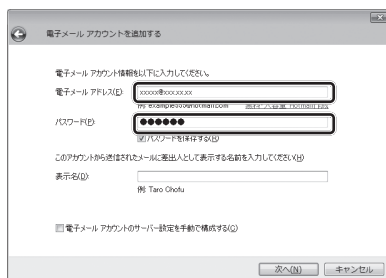 電子メール アカウントを追加する
電子メール アカウント情報を以下に入力してください。
電子メール アドレス(E):
xxxxx@xxx.xx.xx
例: example555@hotmail.com
パスワード(P):
●●●●●●
パスワードを保存する(B)
このアカウントから送信されたメールに差出人として表示する名前を入力してください(H)
表示名(D):
例: Taro Chofu
電子メール アカウントのサーバー設定を手動で構成する(C)
次へ(N)
キャンセル